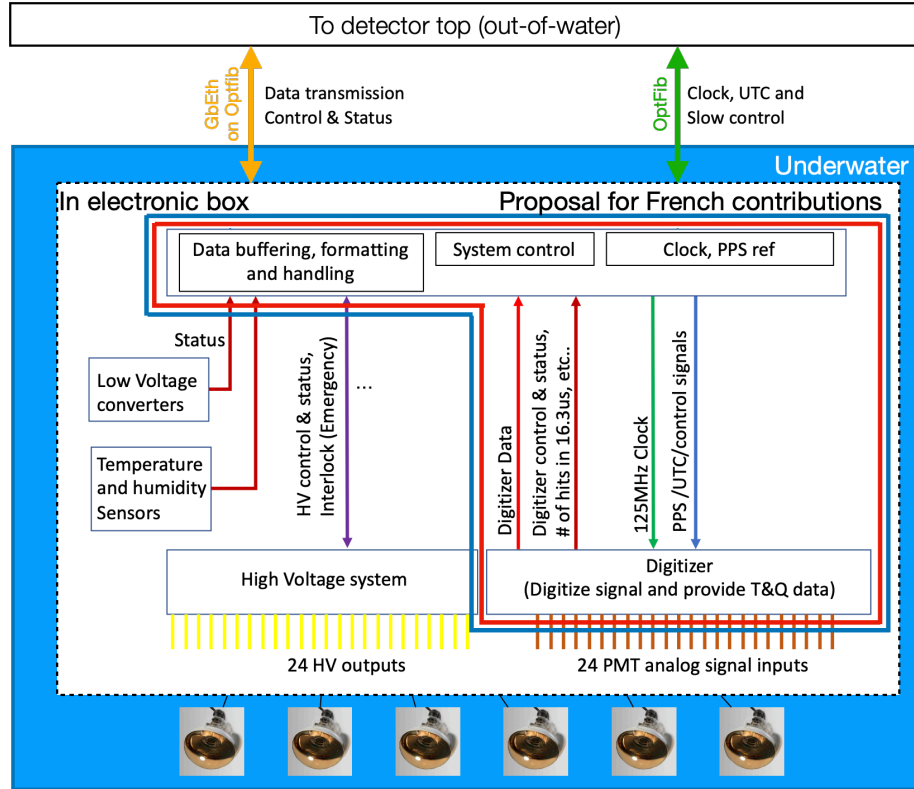 To detector top (out-of-water)
GbEth
on Optfib
Data transmission
Control & Status
OptFib
Clock, UTC and
Slow control
Underwater
In electronic box
Proposal for French contributions
Data buffering, formatting
and handling
System control
Clock, PPS ref
Status
Low Voltage
converters
Temperature
and humidity
Sensors
HV control & status,
Interlock (Emergency)
...
Digitizer Data
Digitizer control & status,
# of hits in 16.3us, etc..
125MHz Clock
PPS /UTC/control signals
High Voltage system
Digitizer
(Digitize signal and provide T&Q data)
24 HV outputs
24 PMT analog signal inputs